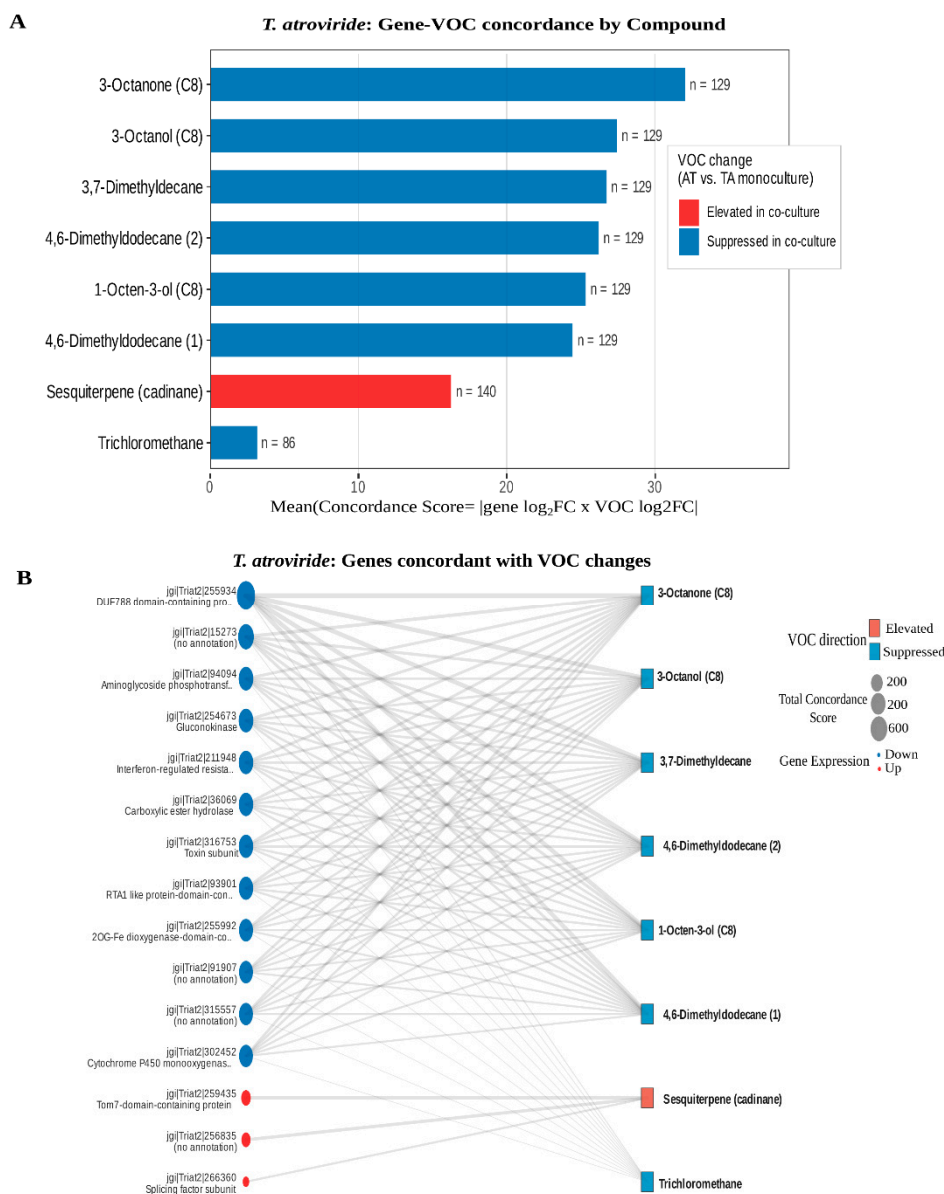 A
T. atroviride: Gene-VOC concordance by Compound
3-Octanone (C8)
n = 129
3-Octanol (C8)
n = 129
3,7-Dimethyldecane
n = 129
4,6-Dimethyldodecane (2)
n = 129
1-Octen-3-ol (C8)
n = 129
4,6-Dimethyldodecane (1)
n = 129
Sesquiterpene (cadinane)
n = 140
Trichloromethane
n = 86
VOC change
(AT vs. TA monoculture)
Elevated in co-culture
Suppressed in co-culture
0 10 20 30
Mean(Concordance Score= |gene log₂FC x VOC log2FC|
B
T. atroviride: Genes concordant with VOC changes
jgi|Triat2|255934
DUF788 domain-containing pro..
jgi|Triat2|15273
(no annotation)
jgi|Triat2|94094
Aminoglycoside phosphotransf..
jgi|Triat2|254673
Gluconokinase
jgi|Triat2|211948
Interferon-regulated resista..
jgi|Triat2|36069
Carboxylic ester hydrolase
jgi|Triat2|316753
Toxin subunit
jgi|Triat2|93901
RTA1 like protein-domain-con..
jgi|Triat2|255992
2OG-Fe dioxygenase-domain-co..
jgi|Triat2|91907
(no annotation)
jgi|Triat2|315557
(no annotation)
jgi|Triat2|302452
Cytochrome P450 monooxygenas..
jgi|Triat2|259435
Tom7-domain-containing protein
jgi|Triat2|256835
(no annotation)
jgi|Triat2|266360
Splicing factor subunit
3-Octanone (C8)
3-Octanol (C8)
3,7-Dimethyldecane
4,6-Dimethyldodecane (2)
1-Octen-3-ol (C8)
4,6-Dimethyldodecane (1)
Sesquiterpene (cadinane)
Trichloromethane
VOC direction
Elevated
Suppressed
Total Concordance
Score
200
200
600
Gene Expression
Down
Up